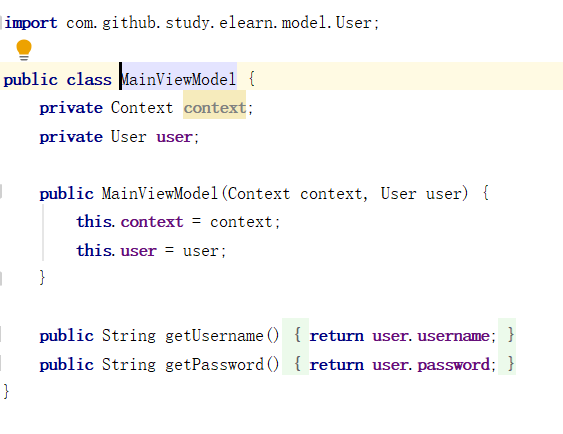 import com.github.study.elearn.model.User;
public class MainViewModel {
private Context context;
private User user;
public MainViewModel(Context context, User user) {
this.context = context;
this.user = user;
}
public String getUsername() { return user.username; }
public String getPassword() { return user.password; }
}